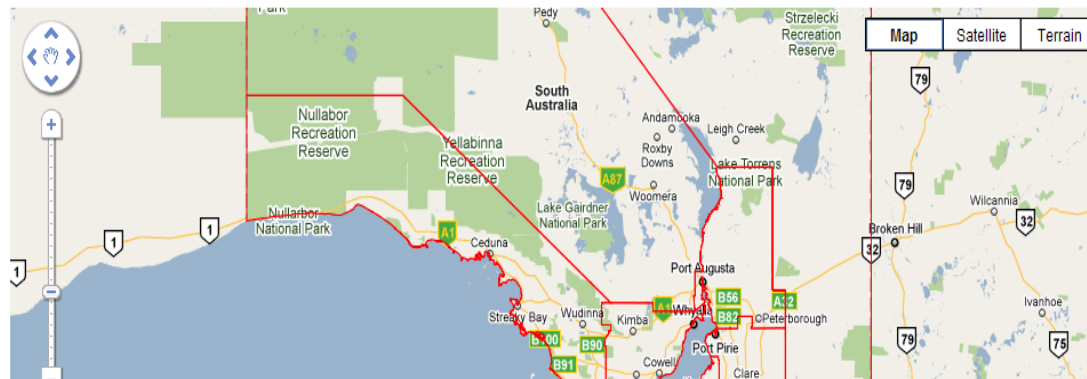 Park
Pedy
Strzelecki
Recreation
Reserve
Map
Satellite
Terrain
79
South
Australia
Nullabor
Recreation
Reserve
Andamooka
Leigh Creek
Roxby
Downs
Yellabinna
Recreation
Reserve
Lake Torrens
National Park
A87
Woomera
79
Wilcannia
Nullarbor
National Park
Lake Gairdner
National Park
32
1
1
1
A1
Ceduna
Broken Hill
32
Port Augusta
B56
A32
Streaky Bay
Wudinna
Kimba
A1
Whyalla
B82
Peterborough
Ivanhoe
B100
B90
Port Pirie
79
75
B91
Cowell
Clare